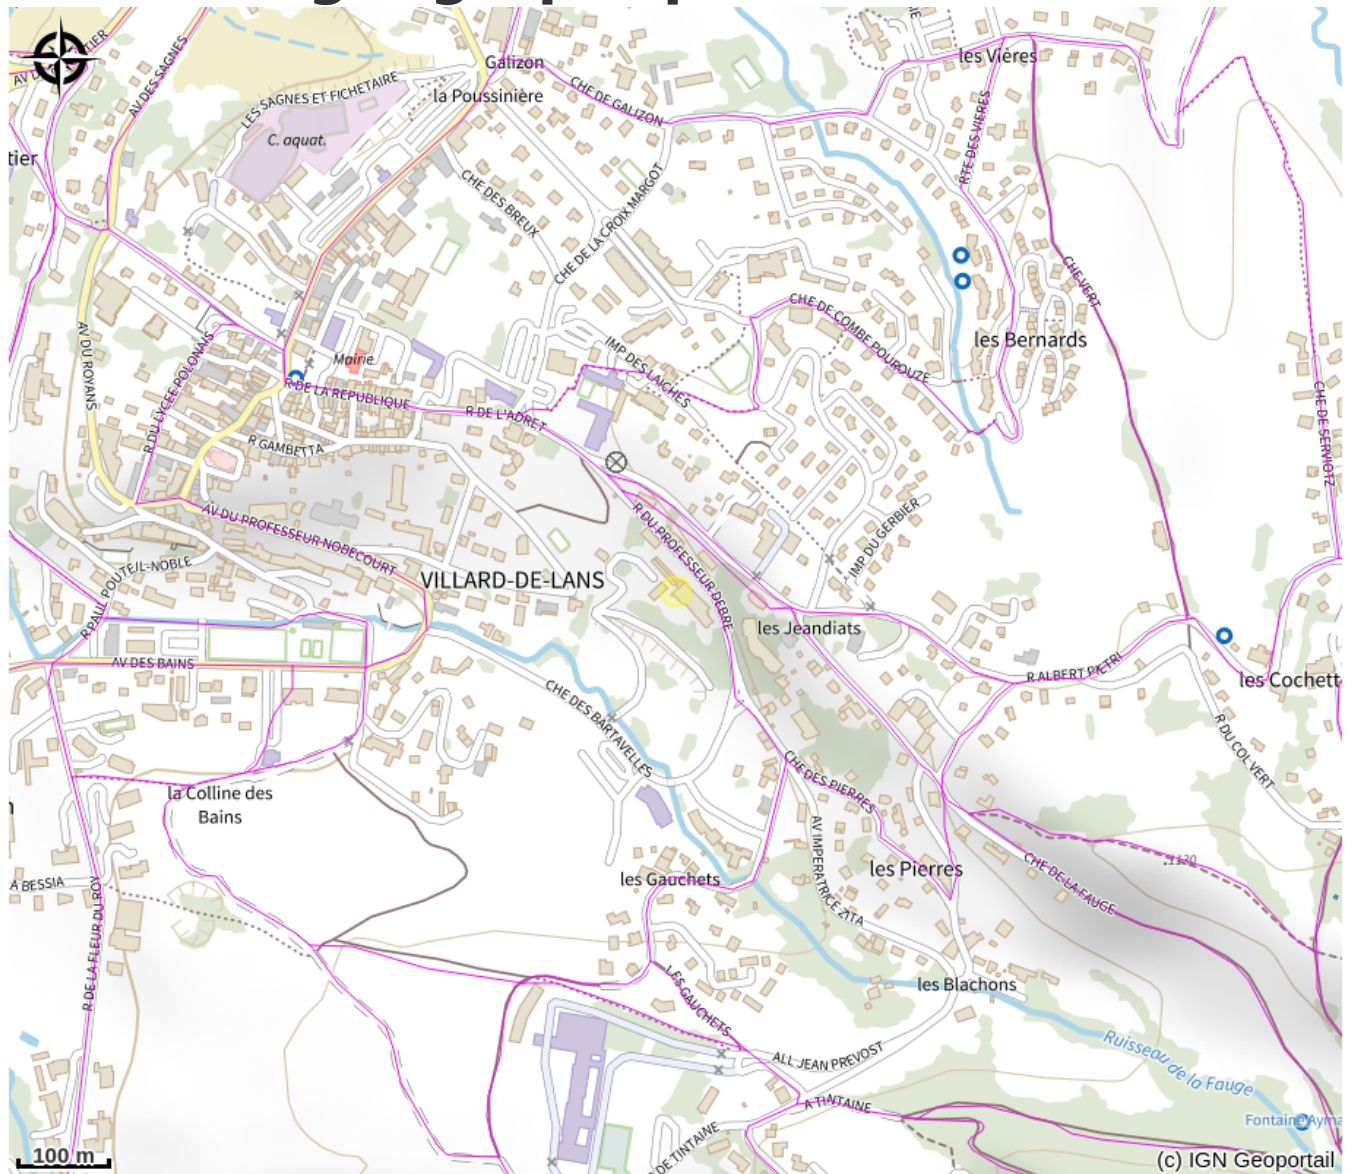 Galizon
la Poussinière
les Vières
AV DES SAGNES
LES SAGNES ET FICHETAIRE
CHE DE GALIZON
C. aquat.
tier
RTE DES VIERES
CHE DES BREUX
CHE DE LA CROIX MARGOT
CHE VERT
CHE DE COMBE POUROUZE
les Bernards
AV DU ROYANS
R DU LYCEE POLONAIS
Mairie
IMP DES LAICHES
R DE LA REPUBLIQUE
R DE L'ADRET
CHE DE SERVIOTZ
R GAMBETTA
AV DU PROFESSEUR NOBECOURT
R DU PROFESSEUR DEBRE
IMP DU GERBIER
R PAUL POUTEIL-NOBLE
VILLARD-DE-LANS
les Jeandiats
AV DES BAINS
R ALBERT PIETRI
les Cochett
CHE DES BARTAVELLES
R DU COL VERT
la Colline des
Bains
CHE DES PIERRES
AV IMPERATRICE ZITA
les Pierres
les Gauchets
.1130
CHE DE LA FAUGE
A BESSIA
R DE LA FLEUR DU ROY
LES GAUCHETS
les Blachons
ALL JEAN PREVOST
Ruisseau de la Fauge
A TINTAINE
Fontaine Ayma
DE TINTAINE
100 m
(c) IGN Geoportail